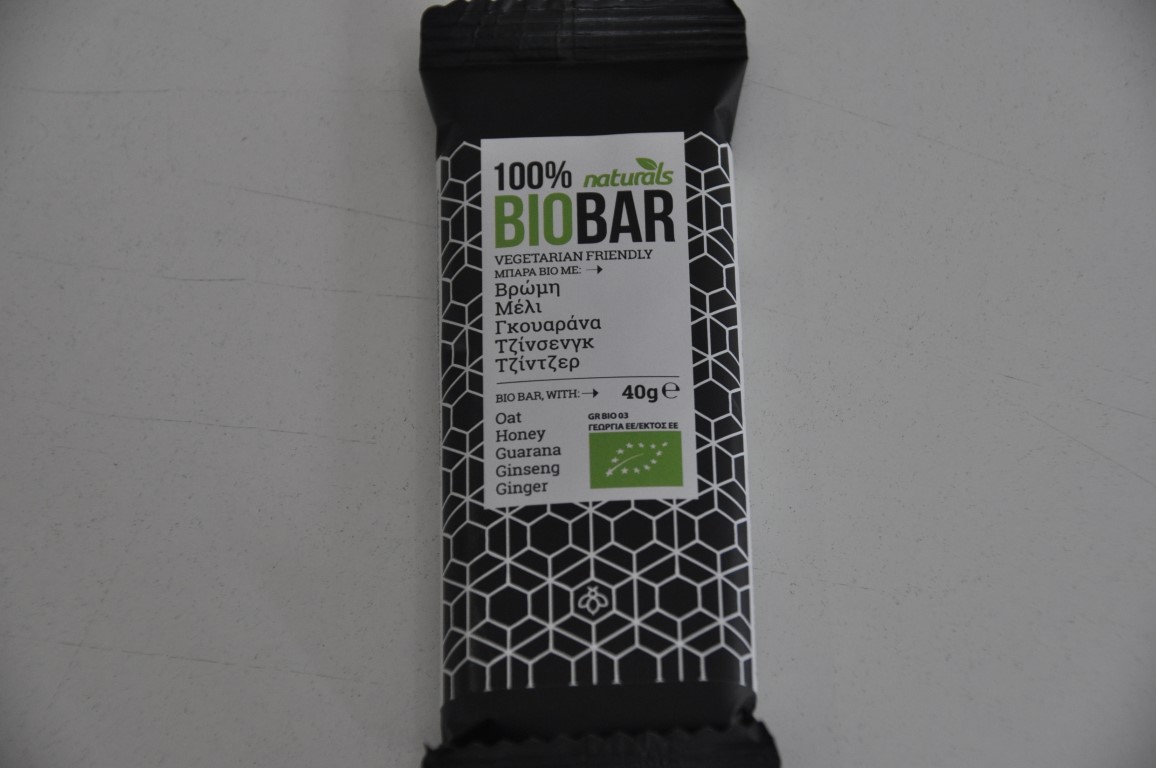 100% naturals
BIOBAR
VEGETARIAN FRIENDLY
ΜΠΑΡΑ ΒΙΟ ΜΕ:
Βρώμη
Μέλι
Γκουαράνα
Τζίνσενγκ
Τζίντζερ
BIO BAR, WITH: 40g ℮
Oat
Honey
Guarana
Ginseng
Ginger
GR BIO 03
ΓΕΩΡΓΙΑ ΕΕ/ΕΚΤΟΣ ΕΕ